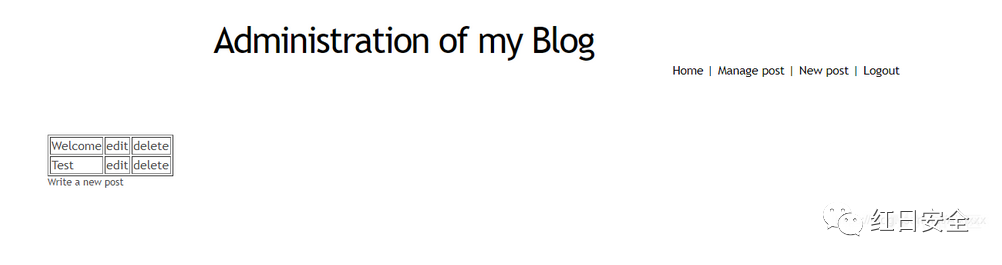 Administration of my Blog
Home | Manage post | New post | Logout
Welcome edit delete
Test edit delete
Write a new post
红日安全